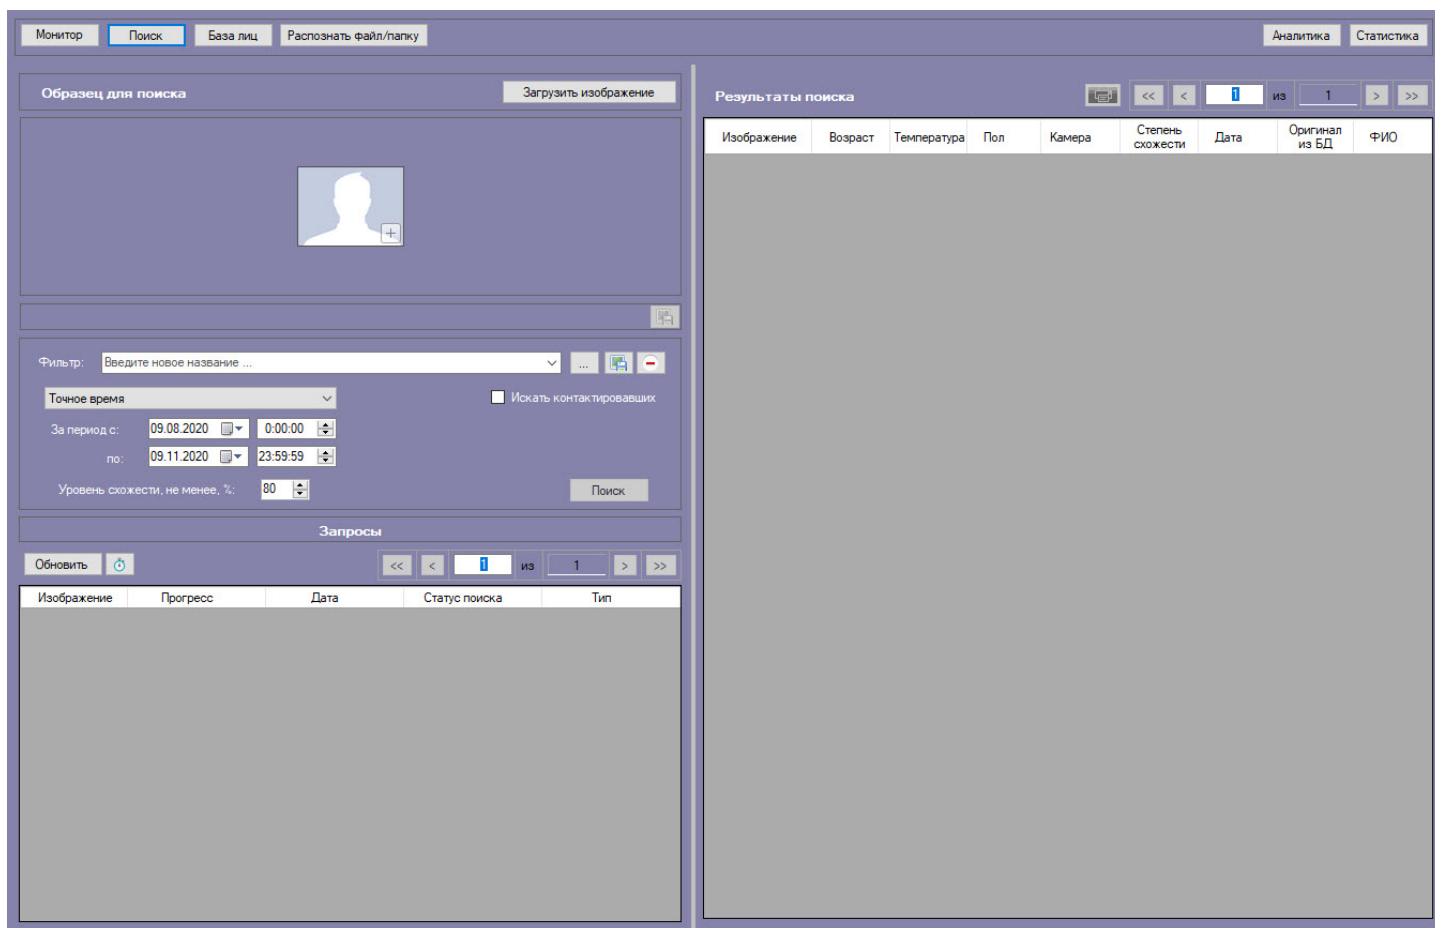 Монитор Поиск База лиц Распознать файл/папку Аналитика Статистика
Образец для поиска Загрузить изображение
Фильтр: Введите новое название ... ...
Точное время Искать контактировавших
За период с: 09.08.2020 0:00:00
по: 09.11.2020 23:59:59
Уровень схожести, не менее, %: 80 Поиск
Запросы
Обновить << < 1 из 1 > >>
Изображение Прогресс Дата Статус поиска Тип
Результаты поиска << < 1 из 1 > >>
Изображение Возраст Температура Пол Камера Степень схожести Дата Оригинал из БД ФИО